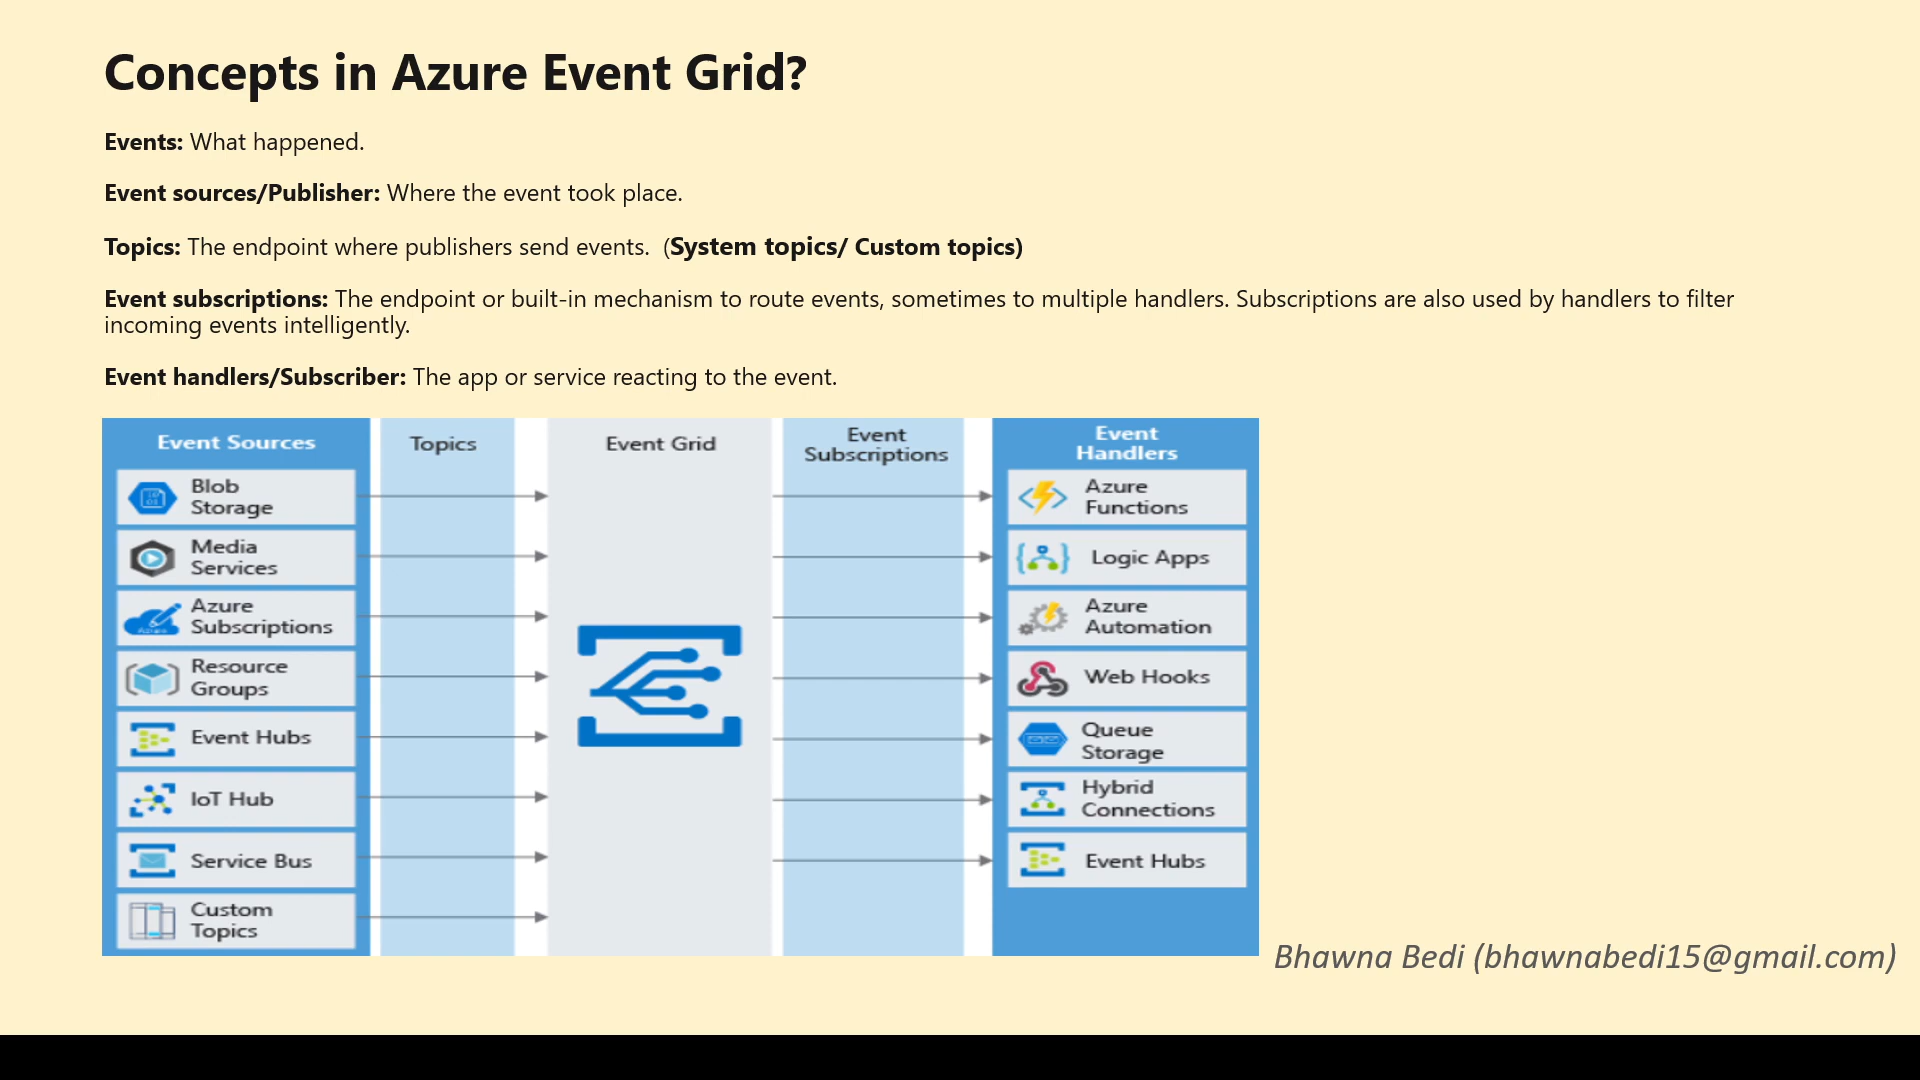 Concepts in Azure Event Grid?
Events: What happened.
Event sources/Publisher: Where the event took place.
Topics: The endpoint where publishers send events. (System topics/ Custom topics)
Event subscriptions: The endpoint or built-in mechanism to route events, sometimes to multiple handlers. Subscriptions are also used by handlers to filter
incoming events intelligently.
Event handlers/Subscriber: The app or service reacting to the event.
Event Sources
Blob
Storage
Media
Services
Azure
Subscriptions
Resource
Groups
Event Hubs
IoT Hub
Service Bus
Custom
Topics
Topics
Event Grid
Event
Subscriptions
Event
Handlers
Azure
Functions
Logic Apps
Azure
Automation
Web Hooks
Queue
Storage
Hybrid
Connections
Event Hubs
Bhawna Bedi (bhawnabedi15@gmail.com)